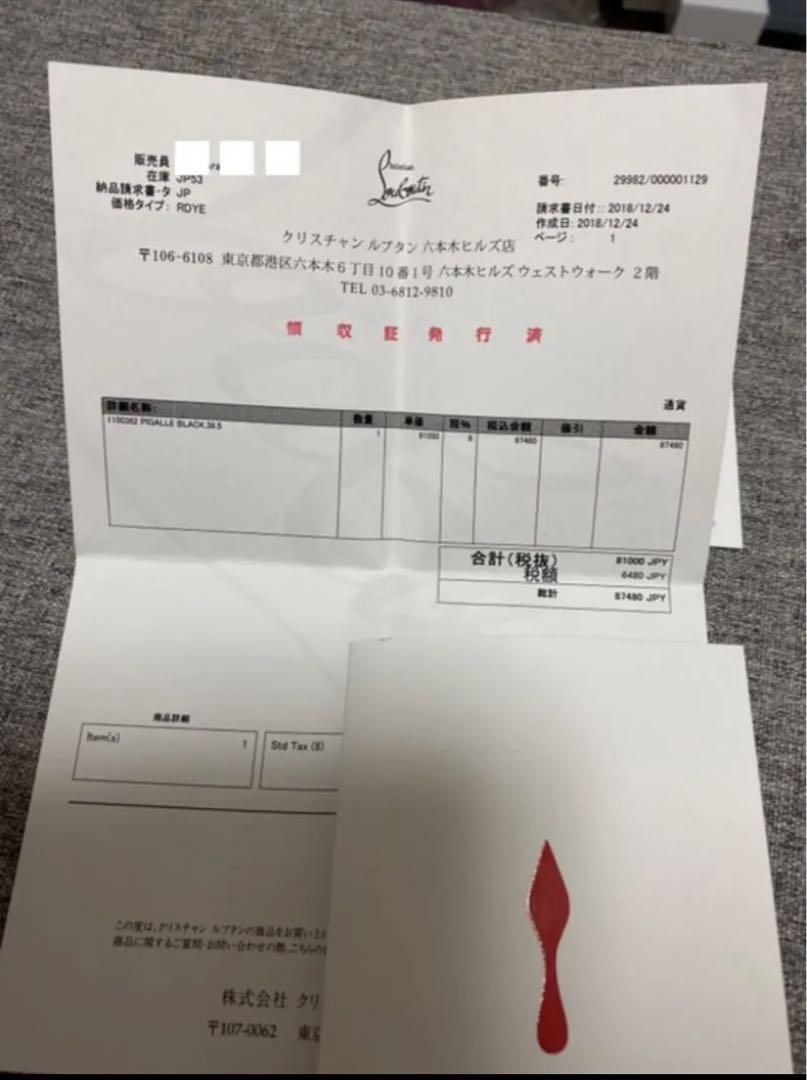 販売員
在庫 JP53
納品請求書・タ JP
価格タイプ: RDYE
Christian Louboutin
番号: 29982/000001129
請求書日付:: 2018/12/24
作成日: 2018/12/24
ページ: 1
クリスチャン ルブタン 六本木ヒルズ店
〒106-6108 東京都港区六本木6丁目10番1号 六本木ヒルズ ウェストウォーク 2階
TEL 03-6812-9810
領収証発行済
通貨
詳細名称: 数量 単価 税% 税込金額 値引 金額
1100382 PIGALLE BLACK,38.5 1 81000 8 87480 87480
合計(税抜) 81000 JPY
税額 6480 JPY
総計 87480 JPY
商品詳細
Item(s) 1 Std Tax (8)
この度は、クリスチャン ルブタンの商品をお買い上
商品に関するご質問・お問い合わせの際、こちらの
株式会社 クリ
〒107-0062 東京